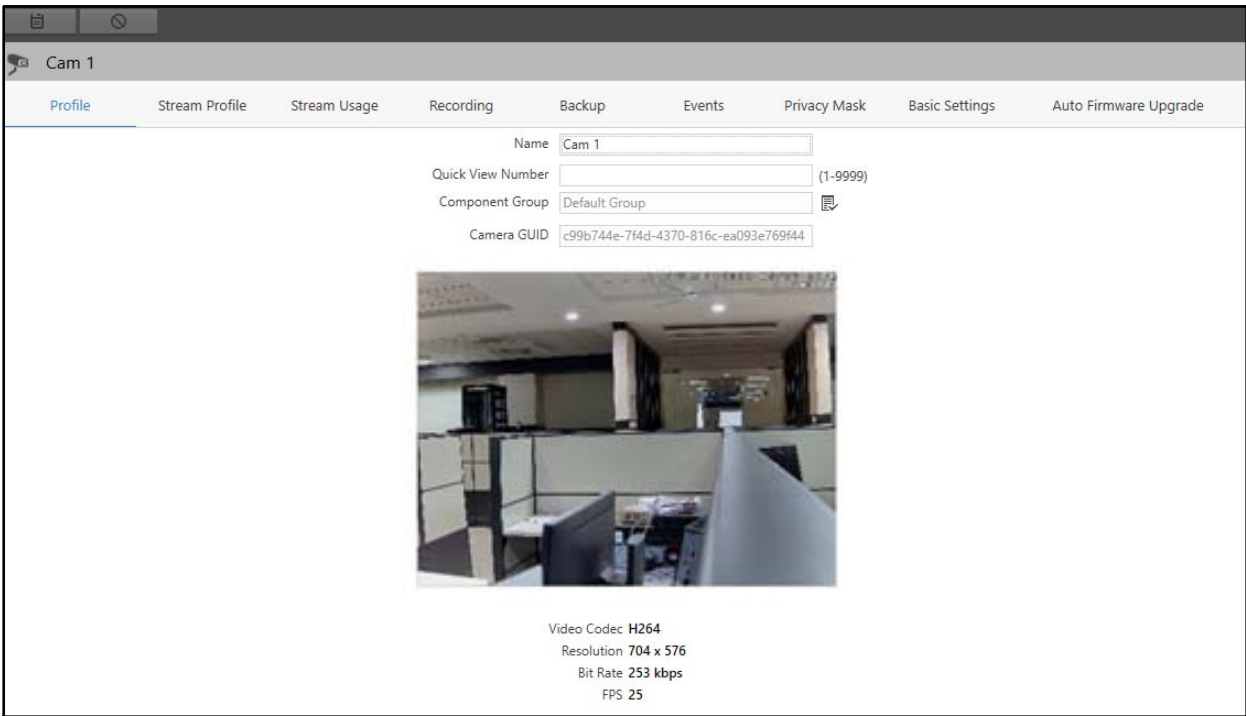 Cam 1
Profile Stream Profile Stream Usage Recording Backup Events Privacy Mask Basic Settings Auto Firmware Upgrade
Name Cam 1
Quick View Number (1-9999)
Component Group Default Group
Camera GUID c99b744e-7f4d-4370-816c-ea093e769f44
Video Codec H264
Resolution 704 x 576
Bit Rate 253 kbps
FPS 25